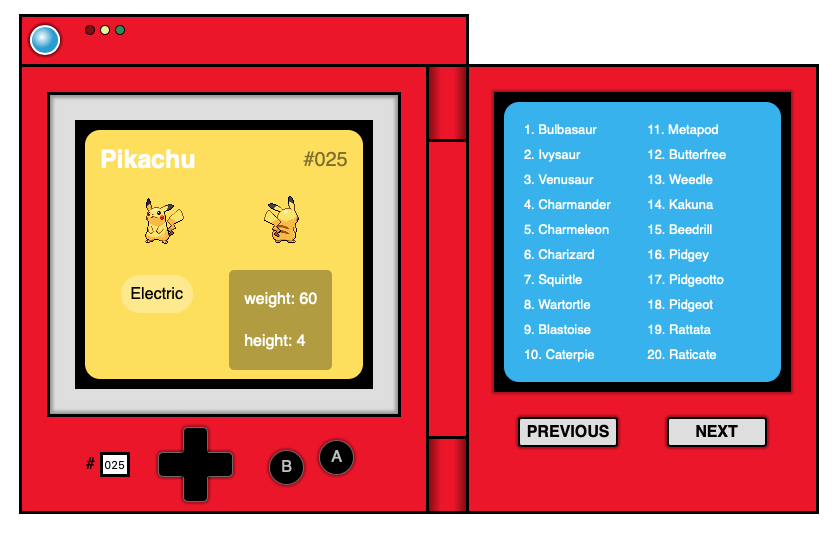 Pikachu #025
Electric
weight: 60
height: 4
# 025
B
A
1. Bulbasaur
2. Ivysaur
3. Venusaur
4. Charmander
5. Charmeleon
6. Charizard
7. Squirtle
8. Wartortle
9. Blastoise
10. Caterpie
11. Metapod
12. Butterfree
13. Weedle
14. Kakuna
15. Beedrill
16. Pidgey
17. Pidgeotto
18. Pidgeot
19. Rattata
20. Raticate
PREVIOUS
NEXT